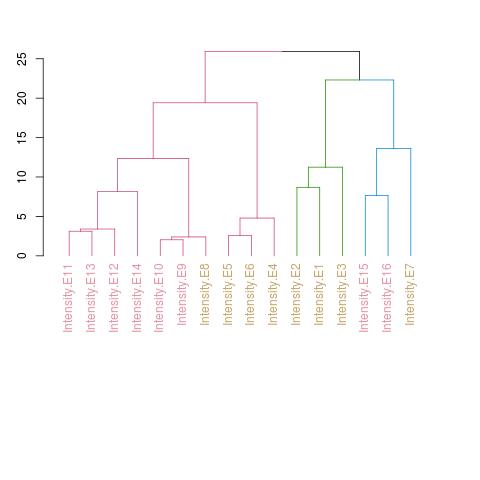 25
20
15
10
5
0
Intensity.E11
Intensity.E13
Intensity.E12
Intensity.E14
Intensity.E10
Intensity.E9
Intensity.E8
Intensity.E5
Intensity.E6
Intensity.E4
Intensity.E2
Intensity.E1
Intensity.E3
Intensity.E15
Intensity.E16
Intensity.E7